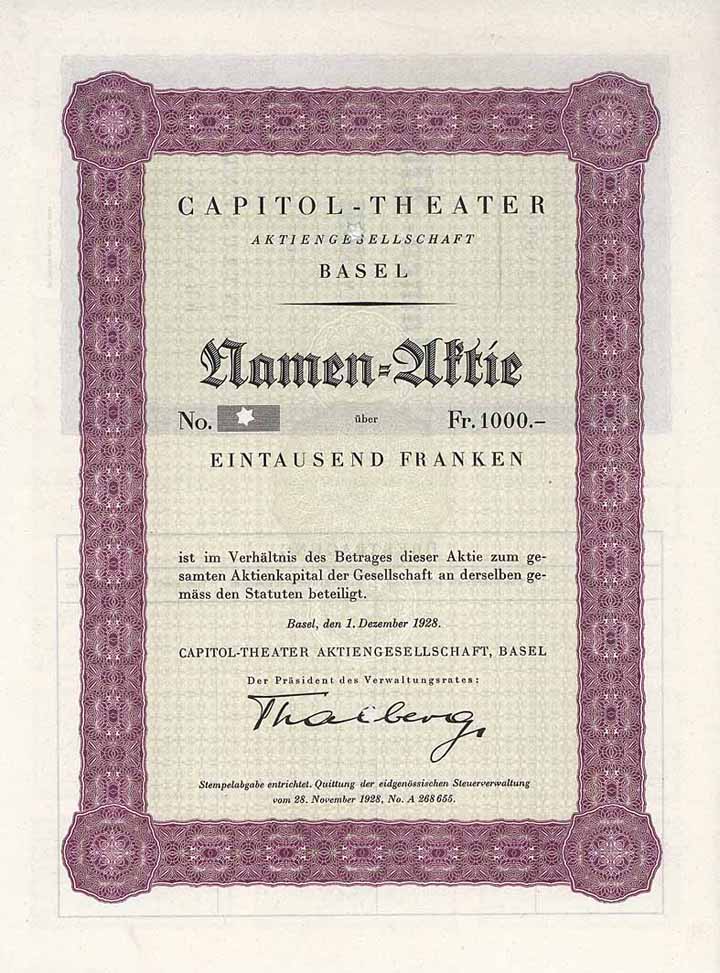 CAPITOL-THEATER
AKTIENGESELLSCHAFT
BASEL
Namen-Aktie
No. über Fr. 1000.–
EINTAUSEND FRANKEN
ist im Verhältnis des Betrages dieser Aktie zum ge-
samten Aktienkapital der Gesellschaft an derselben ge-
mäss den Statuten beteiligt.
Basel, den 1. Dezember 1928.
CAPITOL-THEATER AKTIENGESELLSCHAFT, BASEL
Der Präsident des Verwaltungsrates:
Thalberg
Stempelabgabe entrichtet. Quittung der eidgenössischen Steuerverwaltung
vom 28. November 1928, No. A 268 655.